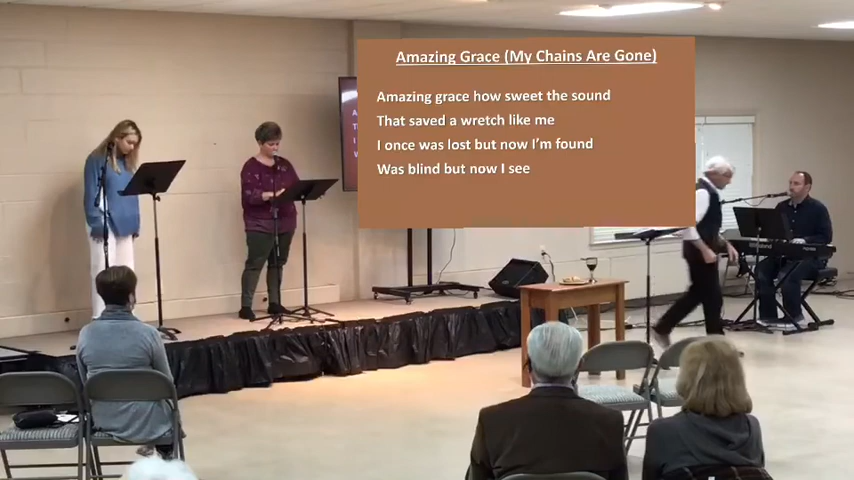 Amazing Grace (My Chains Are Gone)
Amazing grace how sweet the sound
That saved a wretch like me
I once was lost but now I'm found
Was blind but now I see